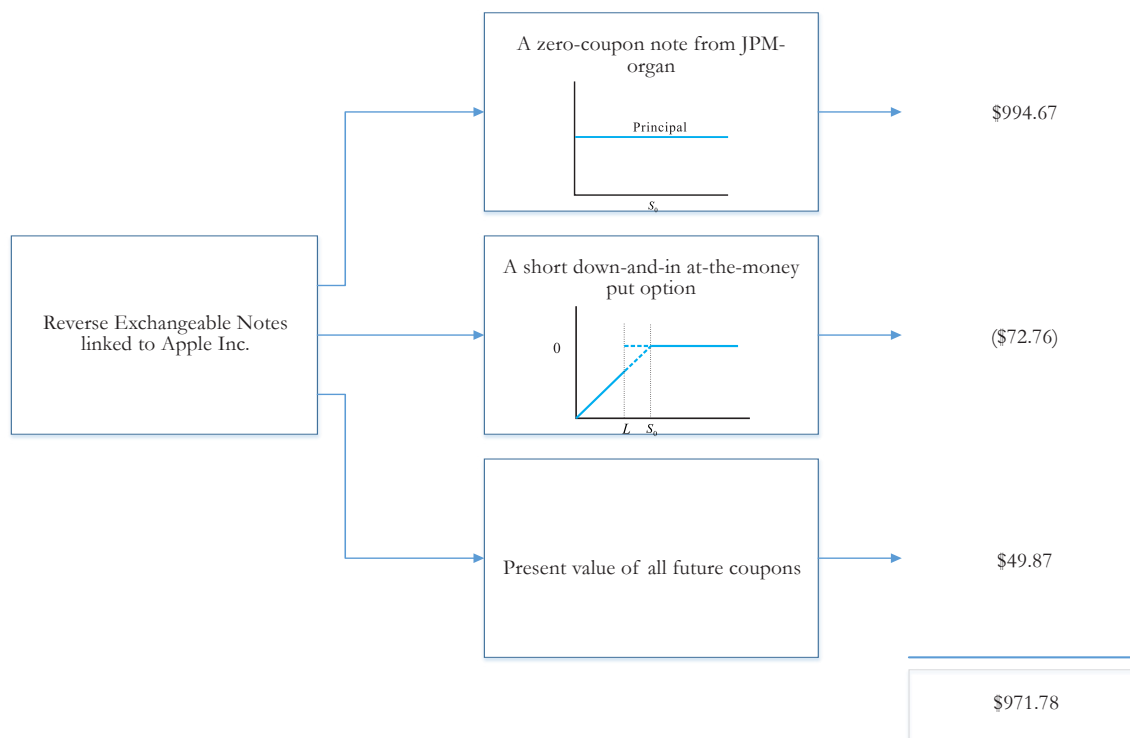 A zero-coupon note from JPM-
organ
Principal
S₀
$994.67
Reverse Exchangeable Notes
linked to Apple Inc.
A short down-and-in at-the-money
put option
0
L S₀
($72.76)
Present value of all future coupons
$49.87
$971.78